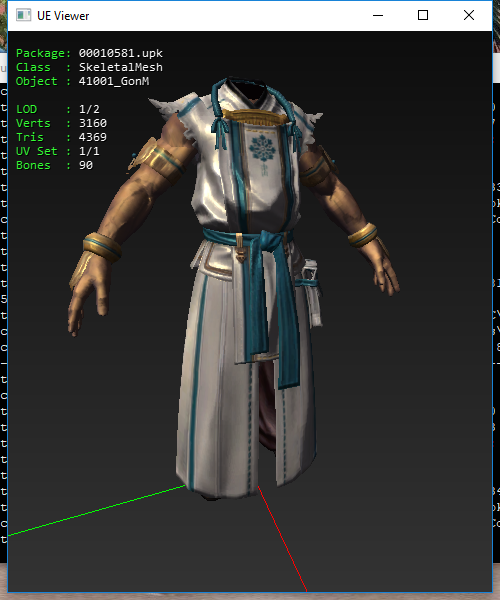 UE Viewer
Package: 00010581.upk
Class : SkeletalMesh
Object : 41001_GonM
LOD : 1/2
Verts : 3160
Tris : 4369
UV Set : 1/1
Bones : 90